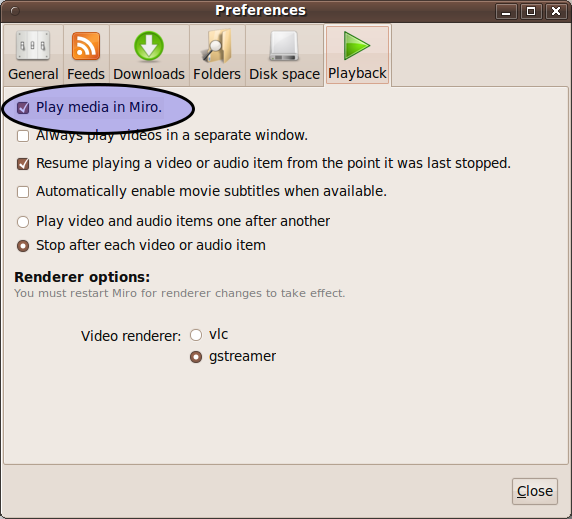 Preferences
General Feeds Downloads Folders Disk space Playback
Play media in Miro.
Always play videos in a separate window.
Resume playing a video or audio item from the point it was last stopped.
Automatically enable movie subtitles when available.
Play video and audio items one after another
Stop after each video or audio item
Renderer options:
You must restart Miro for renderer changes to take effect.
Video renderer: vlc
gstreamer
Close